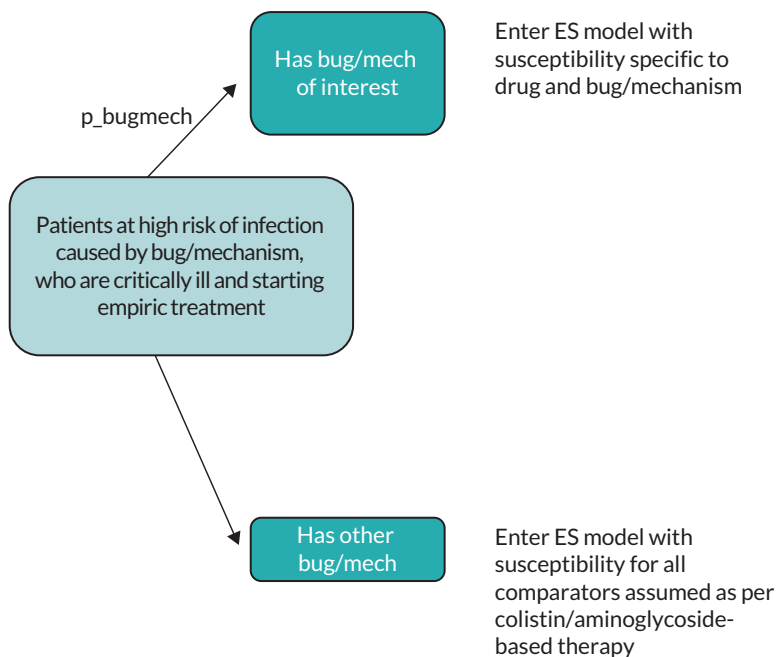 Has bug/mech
of interest
Enter ES model with
susceptibility specific to
drug and bug/mechanism
p_bugmech
Patients at high risk of infection
caused by bug/mechanism,
who are critically ill and starting
empiric treatment
Has other
bug/mech
Enter ES model with
susceptibility for all
comparators assumed as per
colistin/aminoglycoside-
based therapy